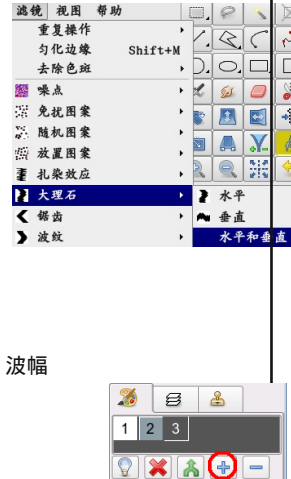 滤镜 视图 帮助
重复操作
匀化边缘 Shift+M
去除色斑
噪点
免扰图案
随机图案
放置图案
扎染效应
大理石 水平
锯齿 垂直
波纹 水平和垂直
波幅
1 2 3